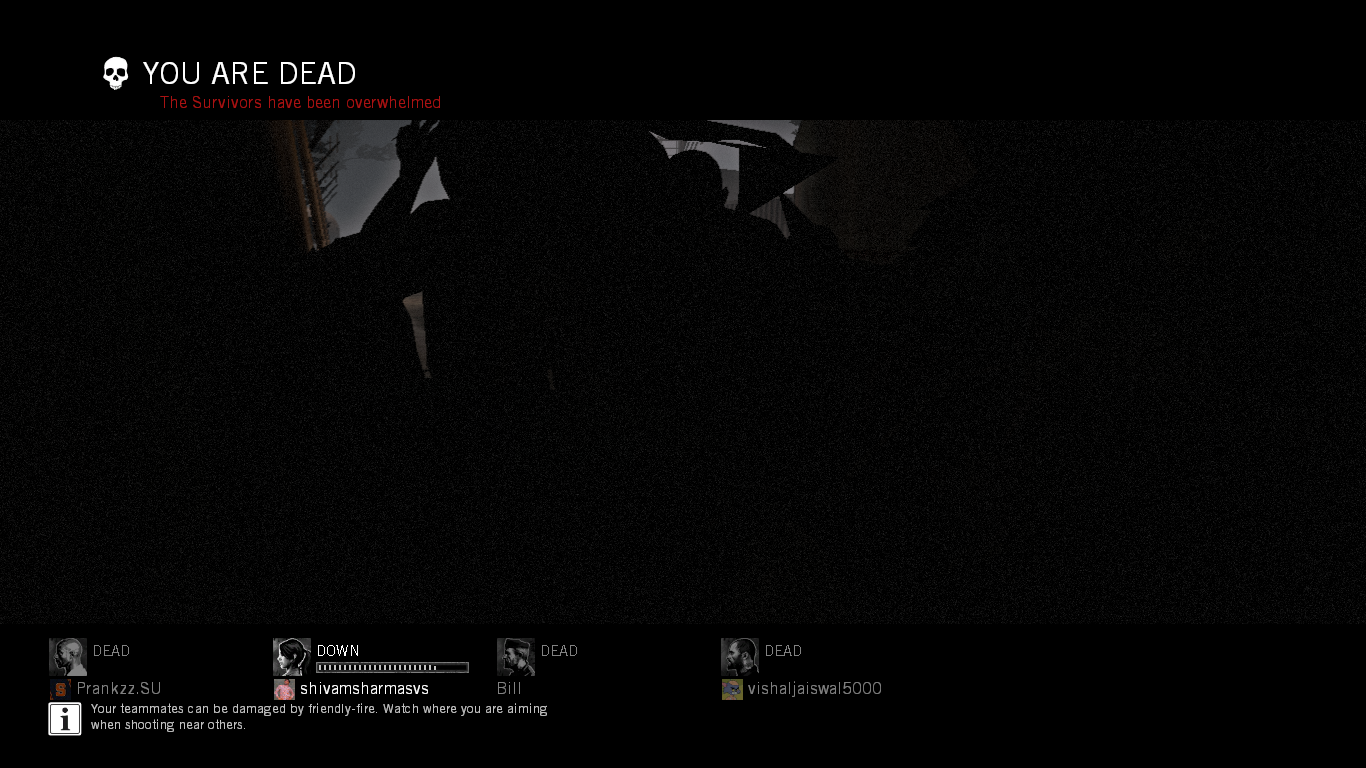 YOU ARE DEAD
The Survivors have been overwhelmed
DEAD
DOWN
DEAD
DEAD
Prankzz.SU
shivamsharmasvs
Bill
vishaljaiswal5000
Your teammates can be damaged by friendly-fire. Watch where you are aiming
when shooting near others.